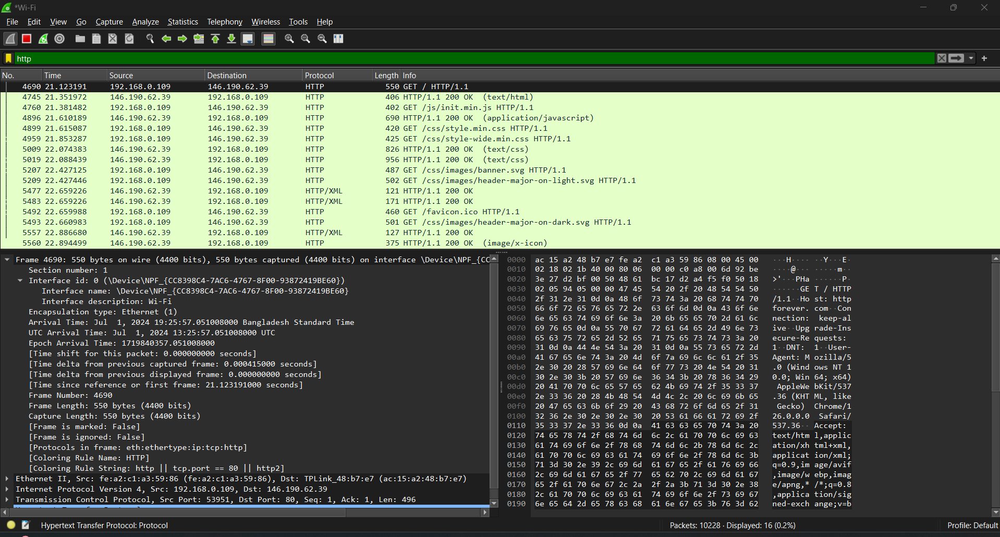 *Wi-Fi
File Edit View Go Capture Analyze Statistics Telephony Wireless Tools Help
http
No. Time Source Destination Protocol Length Info
4690 21.123191 192.168.0.109 146.190.62.39 HTTP 550 GET / HTTP/1.1
4745 21.351972 146.190.62.39 192.168.0.109 HTTP 406 HTTP/1.1 200 OK (text/html)
4760 21.381482 192.168.0.109 146.190.62.39 HTTP 402 GET /js/init.min.js HTTP/1.1
4896 21.610189 146.190.62.39 192.168.0.109 HTTP 690 HTTP/1.1 200 OK (application/javascript)
4899 21.615087 192.168.0.109 146.190.62.39 HTTP 420 GET /css/style.min.css HTTP/1.1
4959 21.853287 192.168.0.109 146.190.62.39 HTTP 425 GET /css/style-wide.min.css HTTP/1.1
5009 22.074383 146.190.62.39 192.168.0.109 HTTP 826 HTTP/1.1 200 OK (text/css)
5019 22.088439 146.190.62.39 192.168.0.109 HTTP 956 HTTP/1.1 200 OK (text/css)
5207 22.427125 192.168.0.109 146.190.62.39 HTTP 487 GET /css/images/banner.svg HTTP/1.1
5209 22.427446 192.168.0.109 146.190.62.39 HTTP 502 GET /css/images/header-major-on-light.svg HTTP/1.1
5477 22.659226 146.190.62.39 192.168.0.109 HTTP/XML 121 HTTP/1.1 200 OK
5483 22.659226 146.190.62.39 192.168.0.109 HTTP/XML 171 HTTP/1.1 200 OK
5492 22.659988 192.168.0.109 146.190.62.39 HTTP 460 GET /favicon.ico HTTP/1.1
5493 22.660983 192.168.0.109 146.190.62.39 HTTP 501 GET /css/images/header-major-on-dark.svg HTTP/1.1
5557 22.886680 146.190.62.39 192.168.0.109 HTTP/XML 127 HTTP/1.1 200 OK
5560 22.894499 146.190.62.39 192.168.0.109 HTTP 375 HTTP/1.1 200 OK (image/x-icon)
Frame 4690: 550 bytes on wire (4400 bits), 550 bytes captured (4400 bits) on interface \Device\NPF_{CC
Section number: 1
Interface id: 0 (\Device\NPF_{CC8398C4-7AC6-4767-8F00-93872419BE60})
Interface name: \Device\NPF_{CC8398C4-7AC6-4767-8F00-93872419BE60}
Interface description: Wi-Fi
Encapsulation type: Ethernet (1)
Arrival Time: Jul 1, 2024 19:25:57.051008000 Bangladesh Standard Time
UTC Arrival Time: Jul 1, 2024 13:25:57.051008000 UTC
Epoch Arrival Time: 1719840357.051008000
[Time shift for this packet: 0.000000000 seconds]
[Time delta from previous captured frame: 0.000415000 seconds]
[Time delta from previous displayed frame: 0.000000000 seconds]
[Time since reference or first frame: 21.123191000 seconds]
Frame Number: 4690
Frame Length: 550 bytes (4400 bits)
Capture Length: 550 bytes (4400 bits)
[Frame is marked: False]
[Frame is ignored: False]
[Protocols in frame: eth:ethertype:ip:tcp:http]
[Coloring Rule Name: HTTP]
[Coloring Rule String: http || tcp.port == 80 || http2]
Ethernet II, Src: fe:a2:c1:a3:59:86 (fe:a2:c1:a3:59:86), Dst: TPLink_48:b7:e7 (ac:15:a2:48:b7:e7)
Internet Protocol Version 4, Src: 192.168.0.109, Dst: 146.190.62.39
Transmission Control Protocol, Src Port: 53951, Dst Port: 80, Seq: 1, Ack: 1, Len: 496
0000 ac 15 a2 48 b7 e7 fe a2 c1 a3 59 86 08 00 45 00 ···H···· ··Y···E·
0010 02 18 02 1b 40 00 80 06 00 00 c0 a8 00 6d 92 be ····@··· ·····m··
0020 3e 27 d2 bf 00 50 48 61 bc 17 d2 a4 f5 f0 50 18 >'···PHa ······P·
0030 02 05 94 05 00 00 47 45 54 20 2f 20 48 54 54 50 ······GE T / HTTP
0040 2f 31 2e 31 0d 0a 48 6f 73 74 3a 20 68 74 74 70 /1.1··Ho st: http
0050 66 6f 72 65 76 65 72 2e 63 6f 6d 0d 0a 43 6f 6e forever. com··Con
0060 6e 65 63 74 69 6f 6e 3a 20 6b 65 65 70 2d 61 6c nection: keep-al
0070 69 76 65 0d 0a 55 70 67 72 61 64 65 2d 49 6e 73 ive··Upg rade-Ins
0080 65 63 75 72 65 2d 52 65 71 75 65 73 74 73 3a 20 ecure-Re quests:
0090 31 0d 0a 44 4e 54 3a 20 31 0d 0a 55 73 65 72 2d 1··DNT: 1··User-
00a0 41 67 65 6e 74 3a 20 4d 6f 7a 69 6c 6c 61 2f 35 Agent: M ozilla/5
00b0 2e 30 20 28 57 69 6e 64 6f 77 73 20 4e 54 20 31 .0 (Wind ows NT 1
00c0 30 2e 30 3b 20 57 69 6e 36 34 3b 20 78 36 34 29 0.0; Win 64; x64)
00d0 20 41 70 70 6c 65 57 65 62 4b 69 74 2f 35 33 37 AppleWe bKit/537
00e0 2e 33 36 20 28 4b 48 54 4d 4c 2c 20 6c 69 6b 65 .36 (KHT ML, like
00f0 20 47 65 63 6b 6f 29 20 43 68 72 6f 6d 65 2f 31 Gecko) Chrome/1
0100 32 36 2e 30 2e 30 2e 30 20 53 61 66 61 72 69 2f 26.0.0.0 Safari/
0110 35 33 37 2e 33 36 0d 0a 41 63 63 65 70 74 3a 20 537.36·· Accept:
0120 74 65 78 74 2f 68 74 6d 6c 2c 61 70 70 6c 69 63 text/htm l,applic
0130 61 74 69 6f 6e 2f 78 68 74 6d 6c 2b 78 6d 6c 2c ation/xh tml+xml,
0140 61 70 70 6c 69 63 61 74 69 6f 6e 2f 78 6d 6c 3b applicat ion/xml;
0150 71 3d 30 2e 39 2c 69 6d 61 67 65 2f 61 76 69 66 q=0.9,im age/avif
0160 2c 69 6d 61 67 65 2f 77 65 62 70 2c 69 6d 61 67 ,image/w ebp,imag
0170 65 2f 61 70 6e 67 2c 2a 2f 2a 3b 71 3d 30 2e 38 e/apng,* /*;q=0.8
0180 2c 61 70 70 6c 69 63 61 74 69 6f 6e 2f 73 69 67 ,applica tion/sig
0190 6e 65 64 2d 65 78 63 68 61 6e 67 65 3b 76 3d 62 ned-exch ange;v=b
Hypertext Transfer Protocol: Protocol
Packets: 10228 · Displayed: 16 (0.2%)
Profile: Default